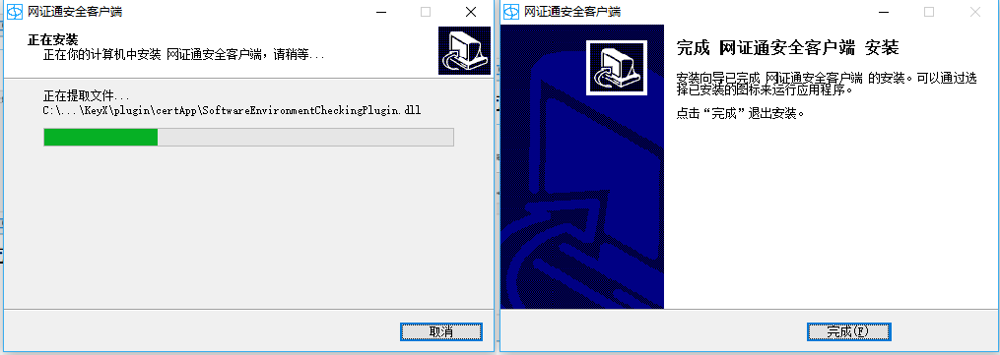 网证通安全客户端
正在安装
正在你的计算机中安装 网证通安全客户端，请稍等...
正在提取文件...
C:\...\KeyX\plugin\certApp\SoftwareEnvironmentCheckingPlugin.dll
取消
网证通安全客户端
完成 网证通安全客户端 安装
安装向导已完成 网证通安全客户端 的安装。可以通过选
择已安装的图标来运行应用程序。
点击“完成”退出安装。
完成(F)